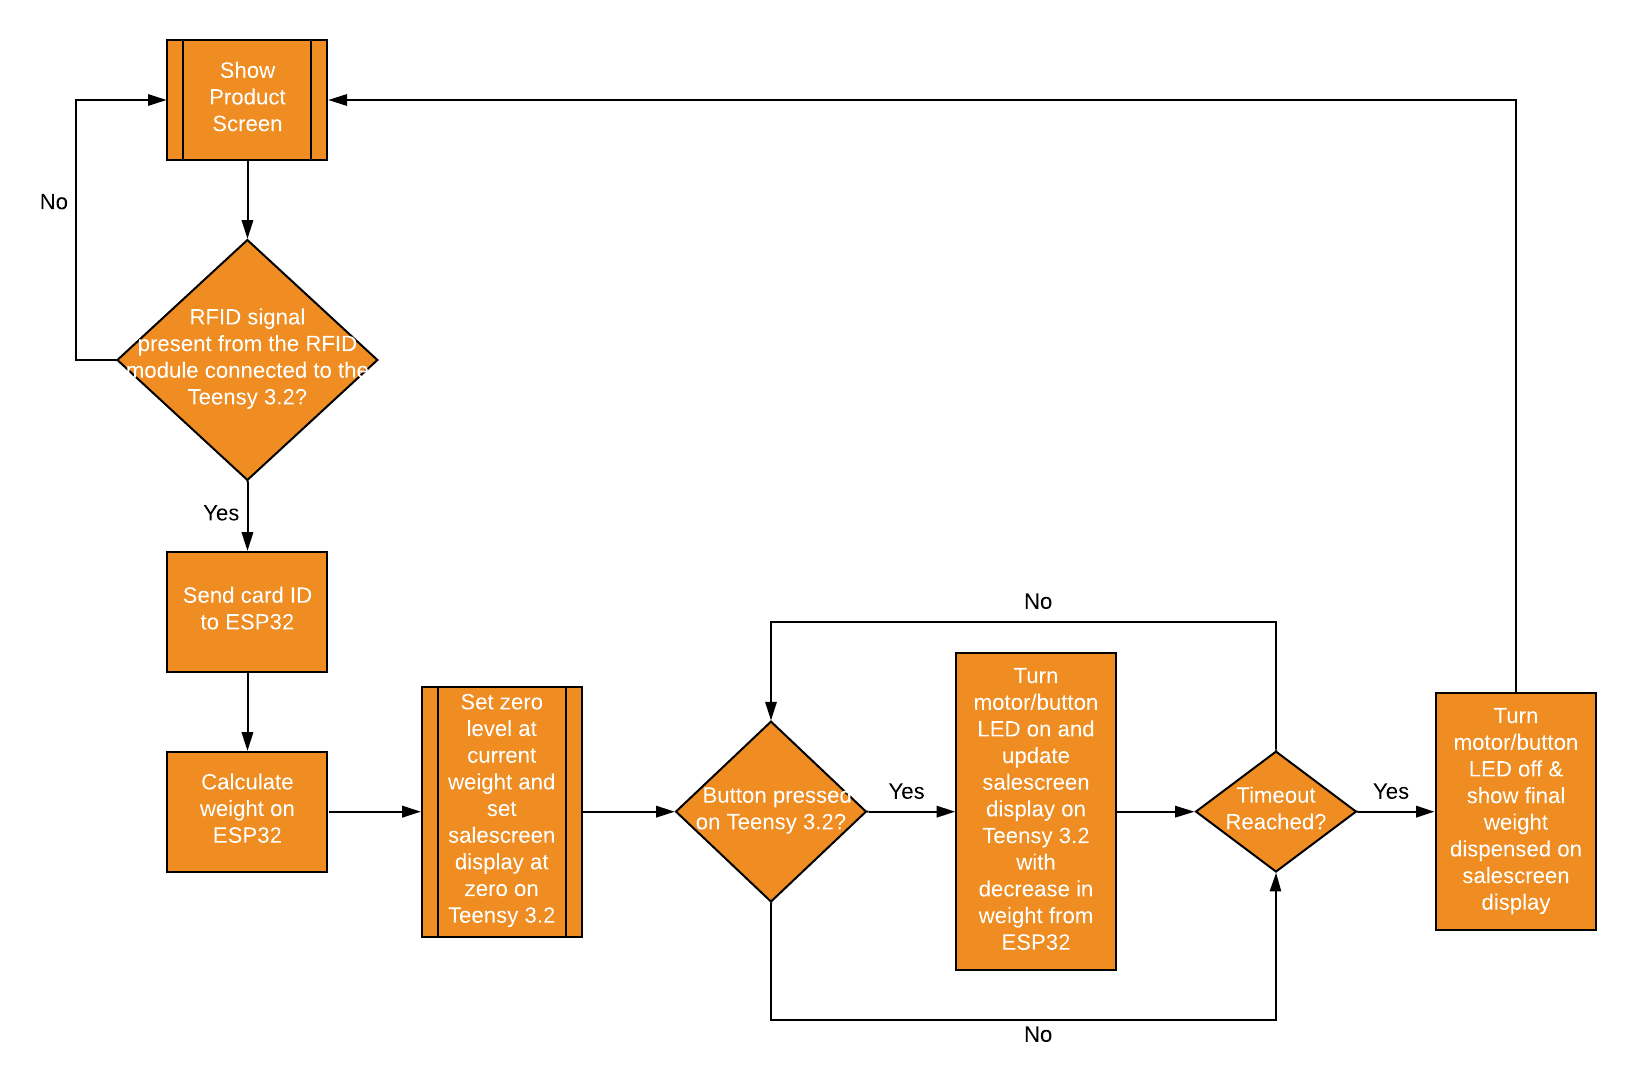 Show
Product
Screen
No
RFID signal
present from the RFID
module connected to the
Teensy 3.2?
Yes
Send card ID
to ESP32
Calculate
weight on
ESP32
Set zero
level at
current
weight and
set
salescreen
display at
zero on
Teensy 3.2
Button pressed
on Teensy 3.2?
Yes
No
Turn
motor/button
LED on and
update
salescreen
display on
Teensy 3.2
with
decrease in
weight from
ESP32
No
Timeout
Reached?
Yes
Turn
motor/button
LED off &
show final
weight
dispensed on
salescreen
display